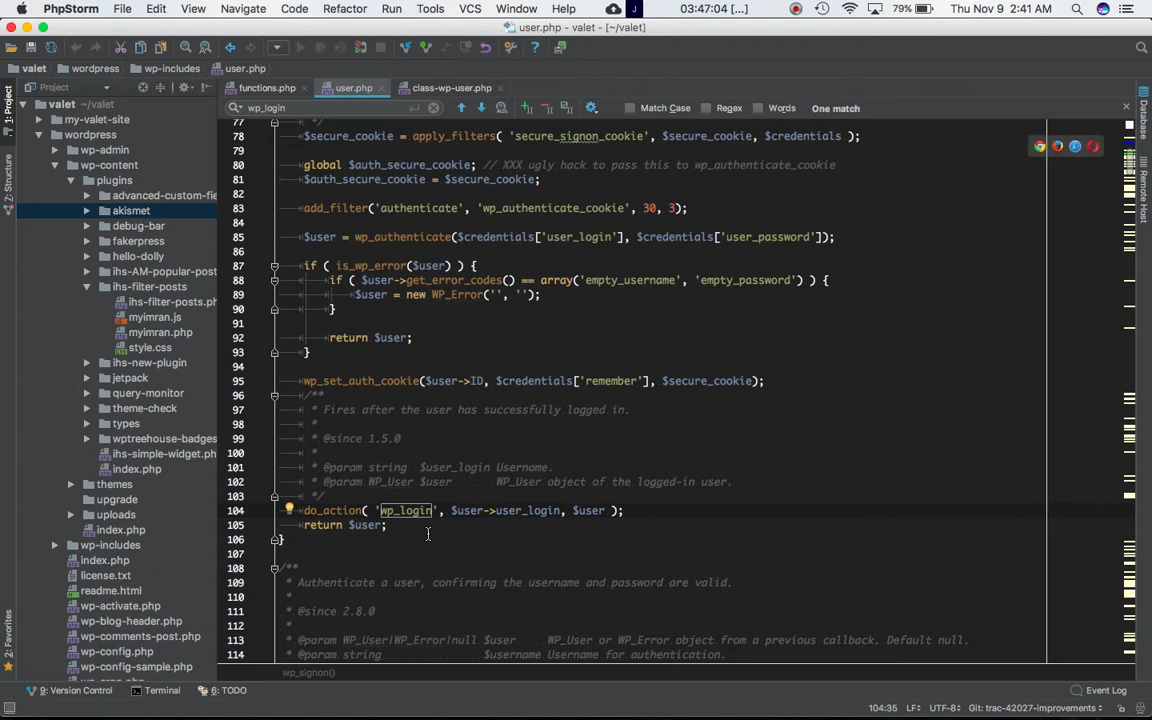 PhpStorm File Edit View Navigate Code Refactor Run Tools VCS Window Help J 03:47:04 [...] 79% Thu Nov 9 2:41 AM
user.php - valet - [~/valet]
valet wordpress wp-includes user.php
Project functions.php user.php class-wp-user.php
wp_login Match Case Regex Words One match
1: Project
Z: Structure
2: Favorites
Database
Remote Host
valet ~/valet
my-valet-site
wordpress
wp-admin
wp-content
plugins
advanced-custom-fie
akismet
debug-bar
fakerpress
hello-dolly
ihs-AM-popular-post
ihs-filter-posts
ihs-filter-posts.ph
myimran.js
myimran.php
style.css
ihs-new-plugin
jetpack
query-monitor
theme-check
types
wptreehouse-badges
ihs-simple-widget.ph
index.php
themes
upgrade
uploads
index.php
wp-includes
index.php
license.txt
readme.html
wp-activate.php
wp-blog-header.php
wp-comments-post.php
wp-config.php
wp-config-sample.php
77 */
78 $secure_cookie = apply_filters( 'secure_signon_cookie', $secure_cookie, $credentials );
79
80 global $auth_secure_cookie; // XXX ugly hack to pass this to wp_authenticate_cookie
81 $auth_secure_cookie = $secure_cookie;
82
83 add_filter('authenticate', 'wp_authenticate_cookie', 30, 3);
84
85 $user = wp_authenticate($credentials['user_login'], $credentials['user_password']);
86
87 if ( is_wp_error($user) ) {
88 if ( $user->get_error_codes() == array('empty_username', 'empty_password') ) {
89 $user = new WP_Error('', '');
90 }
91
92 return $user;
93 }
94
95 wp_set_auth_cookie($user->ID, $credentials['remember'], $secure_cookie);
96 /**
97 * Fires after the user has successfully logged in.
98 *
99 * @since 1.5.0
100 *
101 * @param string $user_login Username.
102 * @param WP_User $user WP_User object of the logged-in user.
103 */
104 do_action( 'wp_login', $user->user_login, $user );
105 return $user;
106 }
107
108 /**
109 * Authenticate a user, confirming the username and password are valid.
110 *
111 * @since 2.8.0
112 *
113 * @param WP_User|WP_Error|null $user WP_User or WP_Error object from a previous callback. Default null.
114 * @param string $username Username for authentication.
wp_signon()
9: Version Control Terminal 6: TODO Event Log
104:35 LF÷ UTF-8÷ Git: trac-42027-improvements÷